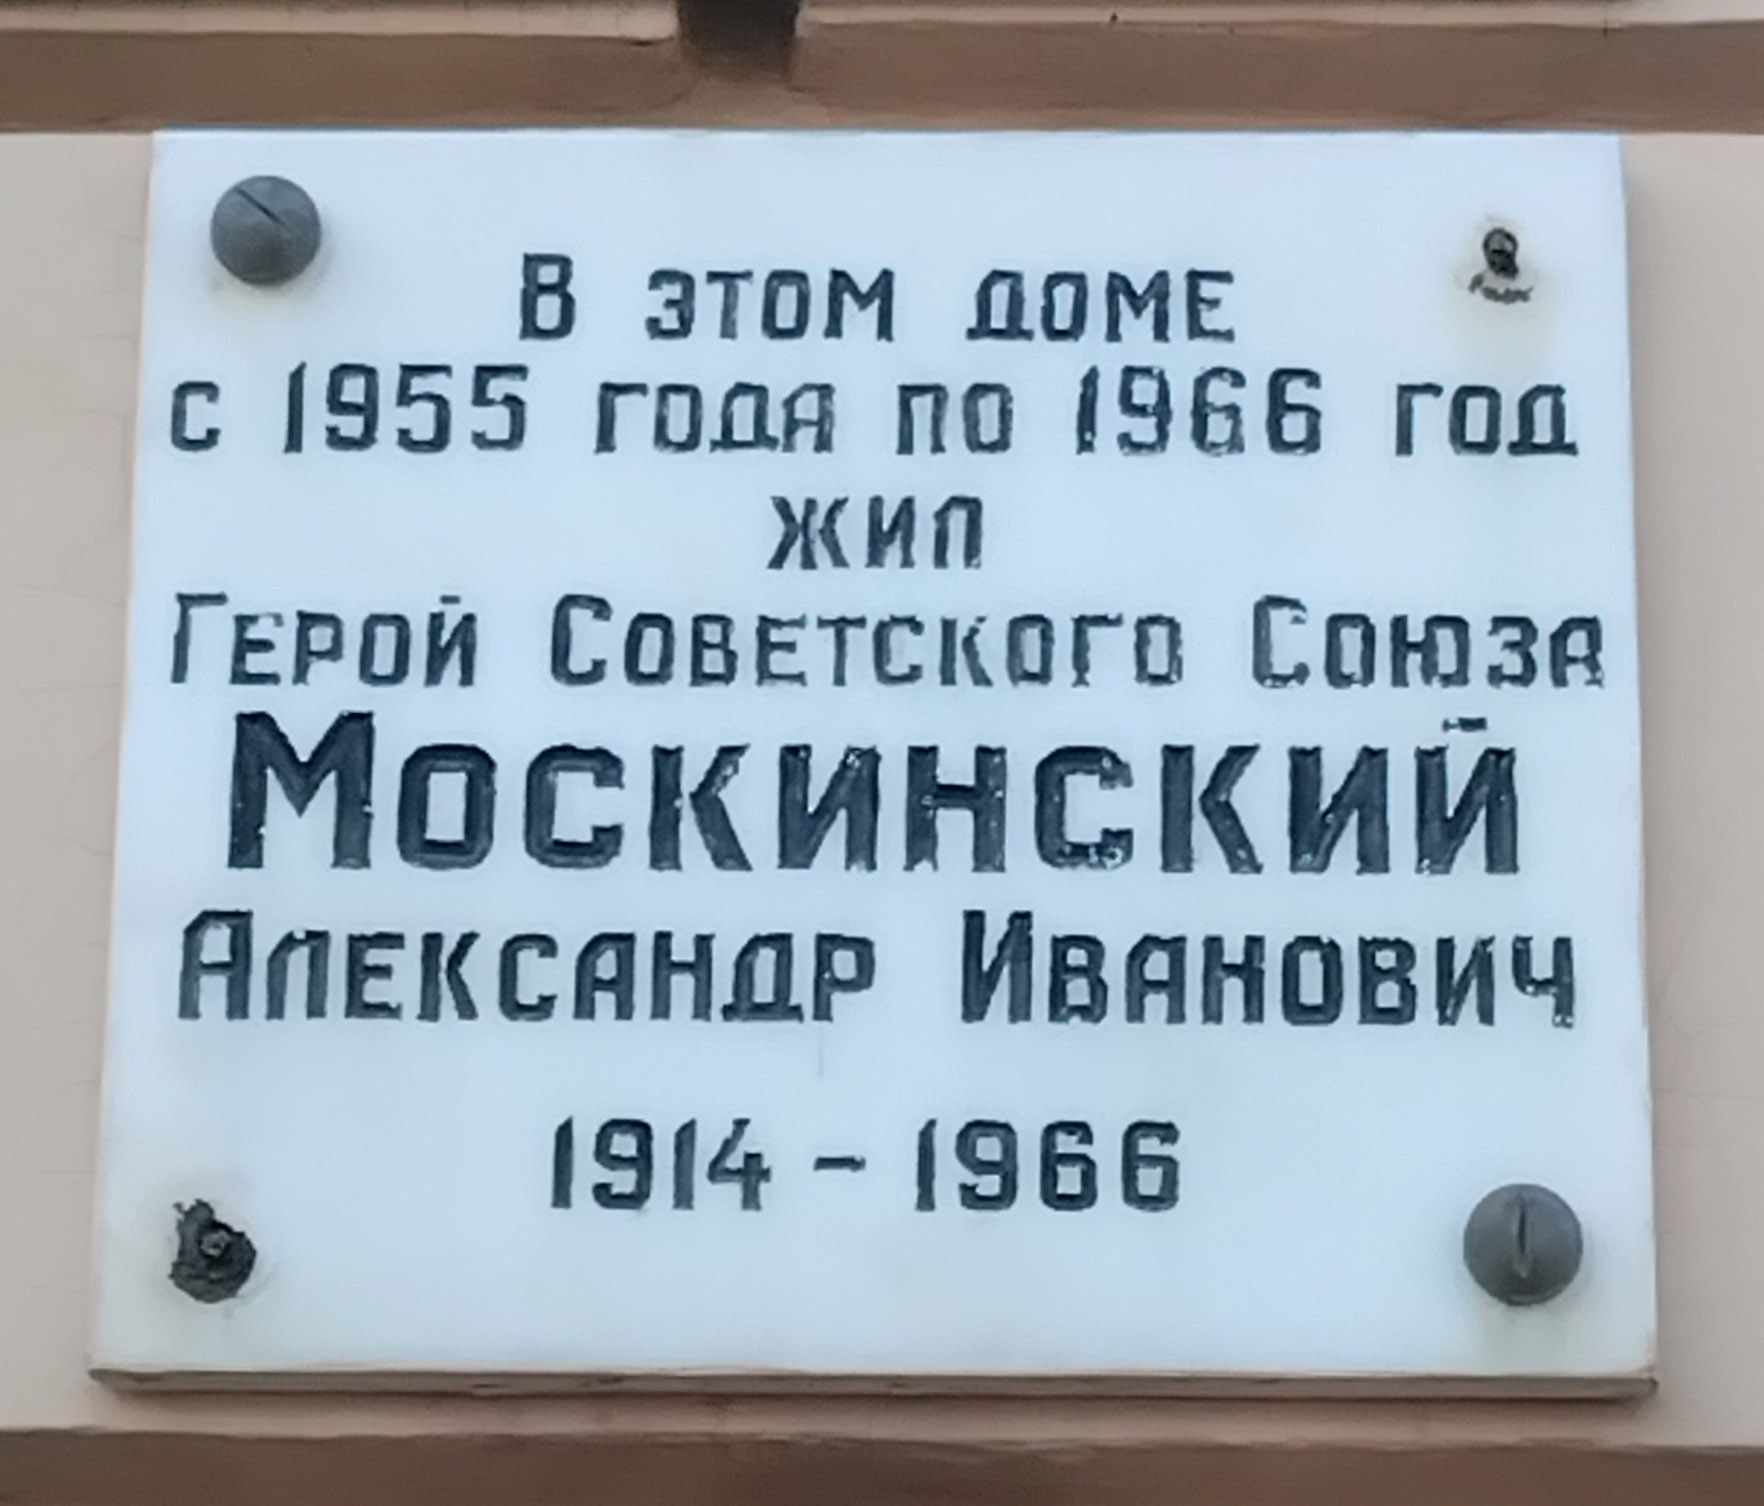 В этом доме
с 1955 года по 1966 год
жил
Герой Советского Союза
Москинский
Александр Иванович
1914 – 1966